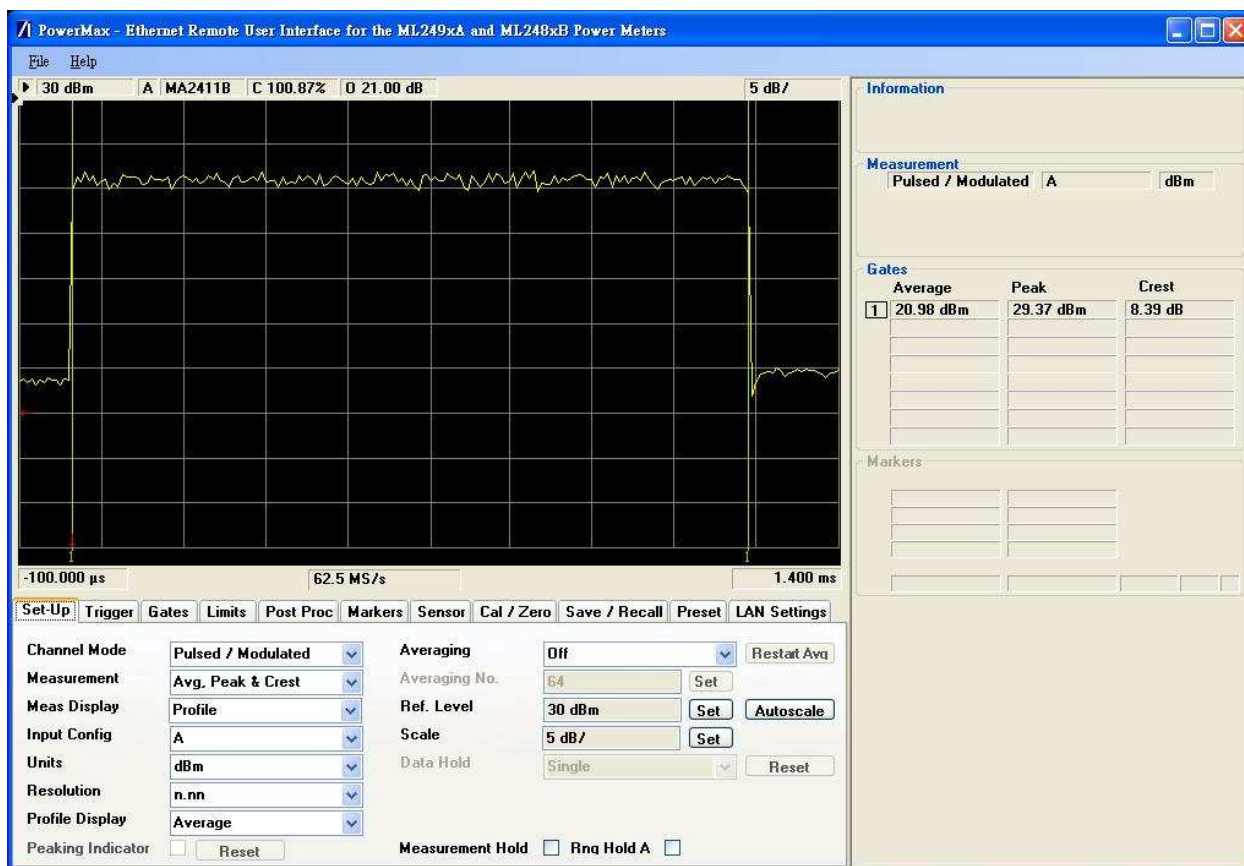 PowerMax - Ethernet Remote User Interface for the ML249xA and ML248xB Power Meters
File Help
30 dBm A MA2411B C 100.87% O 21.00 dB 5 dB/
1 1
-100.000 µs 62.5 MS/s 1.400 ms
Information
Measurement
Pulsed / Modulated A dBm
Gates
Average Peak Crest
1 20.98 dBm 29.37 dBm 8.39 dB
Markers
Set-Up Trigger Gates Limits Post Proc Markers Sensor Cal / Zero Save / Recall Preset LAN Settings
Channel Mode Pulsed / Modulated Averaging Off Restart Avg
Measurement Avg, Peak & Crest Averaging No. 64 Set
Meas Display Profile Ref. Level 30 dBm Set Autoscale
Input Config A Scale 5 dB/ Set
Units dBm Data Hold Single Reset
Resolution n.nn
Profile Display Average
Peaking Indicator Reset Measurement Hold Rng Hold A